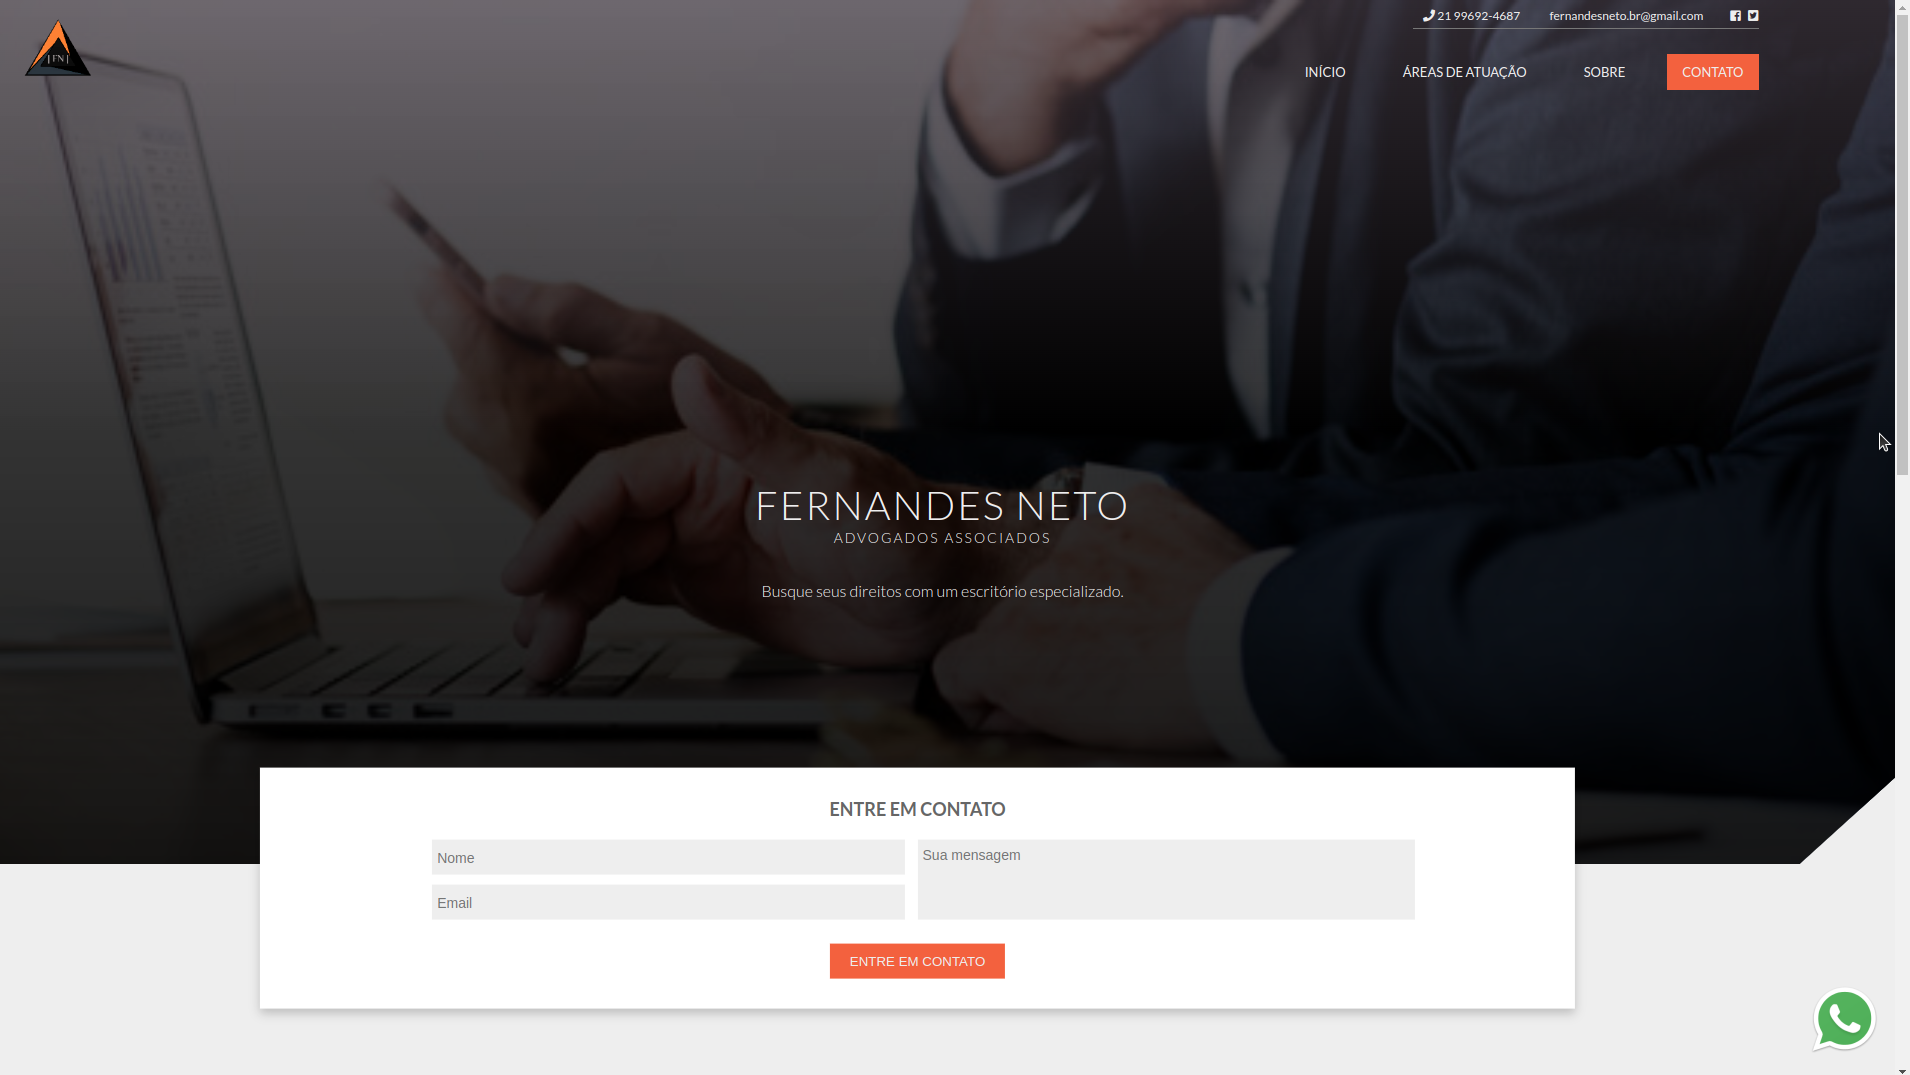 21 99692-4687 fernandesneto.br@gmail.com
FN
INÍCIO ÁREAS DE ATUAÇÃO SOBRE CONTATO
FERNANDES NETO
ADVOGADOS ASSOCIADOS
Busque seus direitos com um escritório especializado.
ENTRE EM CONTATO
Nome
Sua mensagem
Email
ENTRE EM CONTATO